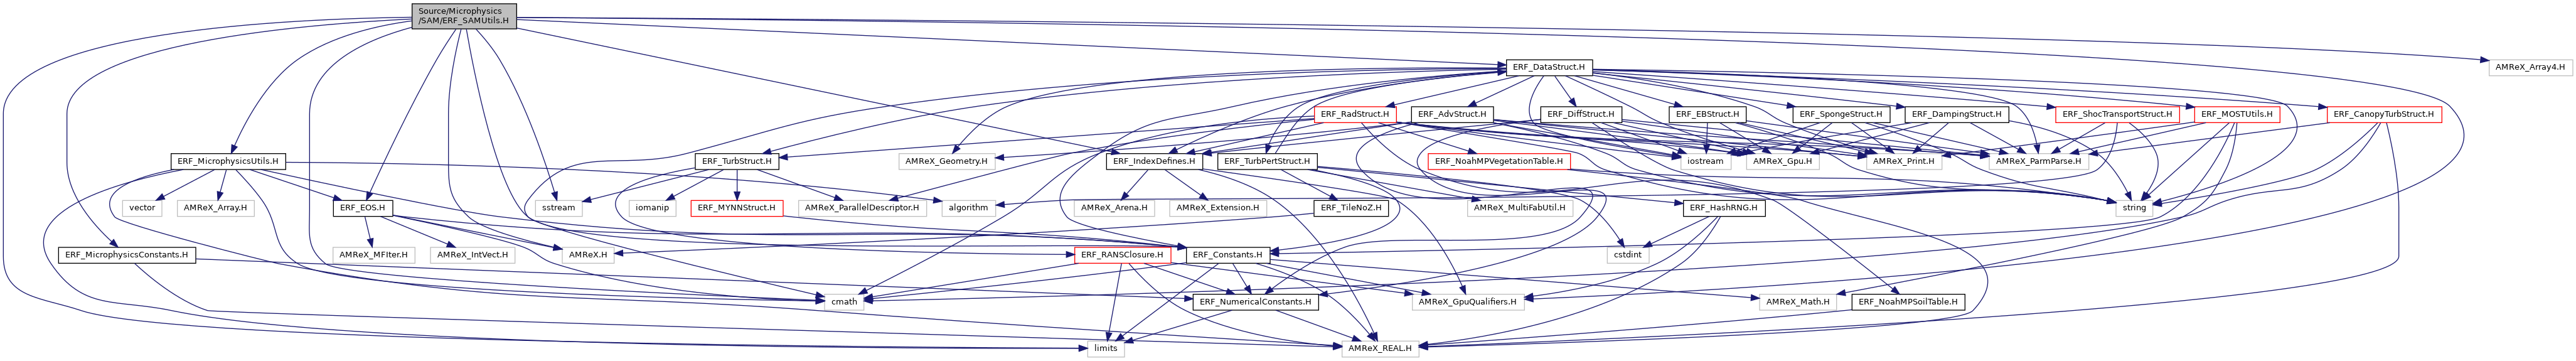 Source/Microphysics
/SAM/ERF_SAMUtils.H
ERF_DataStruct.H
AMReX_Array4.H
ERF_RadStruct.H
ERF_AdvStruct.H
ERF_DiffStruct.H
ERF_EBStruct.H
ERF_SpongeStruct.H
ERF_DampingStruct.H
ERF_ShocTransportStruct.H
ERF_MOSTUtils.H
ERF_CanopyTurbStruct.H
ERF_MicrophysicsUtils.H
ERF_TurbStruct.H
AMReX_Geometry.H
ERF_IndexDefines.H
ERF_TurbPertStruct.H
ERF_NoahMPVegetationTable.H
iostream
AMReX_Gpu.H
AMReX_Print.H
AMReX_ParmParse.H
vector
AMReX_Array.H
ERF_EOS.H
sstream
iomanip
ERF_MYNNStruct.H
AMReX_ParallelDescriptor.H
algorithm
AMReX_Arena.H
AMReX_Extension.H
ERF_TileNoZ.H
AMReX_MultiFabUtil.H
ERF_HashRNG.H
string
ERF_MicrophysicsConstants.H
AMReX_MFIter.H
AMReX_IntVect.H
AMReX.H
ERF_RANSClosure.H
ERF_Constants.H
cstdint
cmath
ERF_NumericalConstants.H
AMReX_GpuQualifiers.H
AMReX_Math.H
ERF_NoahMPSoilTable.H
limits
AMReX_REAL.H